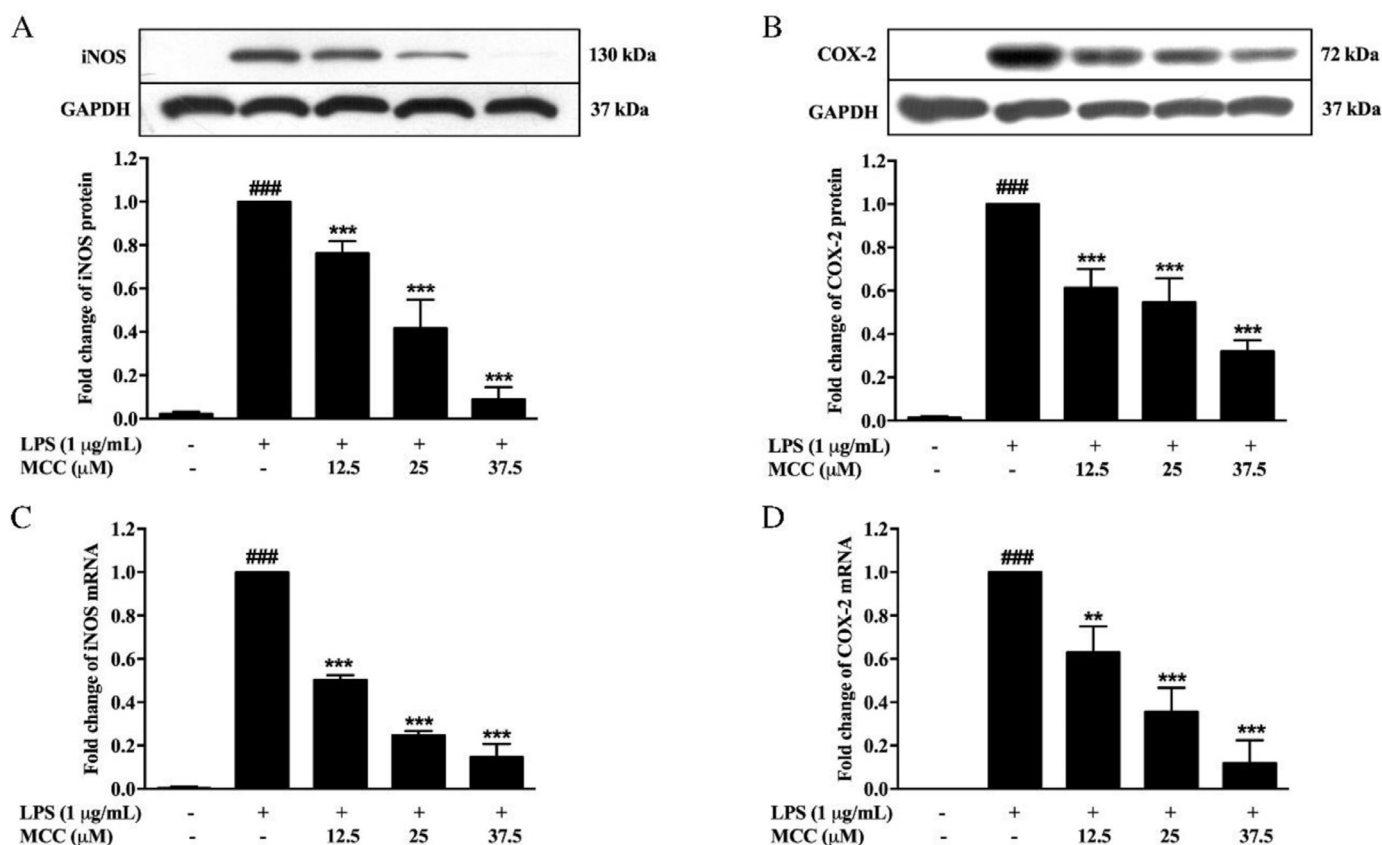 A
iNOS
130 kDa
GAPDH
37 kDa
Fold change of iNOS protein
1.2
1.0
0.8
0.6
0.4
0.2
0.0
###
***
***
***
LPS (1 μg/mL) - + + + +
MCC (μM) - - 12.5 25 37.5
B
COX-2
72 kDa
GAPDH
37 kDa
Fold change of COX-2 protein
1.2
1.0
0.8
0.6
0.4
0.2
0.0
###
***
***
***
LPS (1 μg/mL) - + + + +
MCC (μM) - - 12.5 25 37.5
C
Fold change of iNOS mRNA
1.2
1.0
0.8
0.6
0.4
0.2
0.0
###
***
***
***
LPS (1 μg/mL) - + + + +
MCC (μM) - - 12.5 25 37.5
D
Fold change of COX-2 mRNA
1.2
1.0
0.8
0.6
0.4
0.2
0.0
###
**
***
***
LPS (1 μg/mL) - + + + +
MCC (μM) - - 12.5 25 37.5